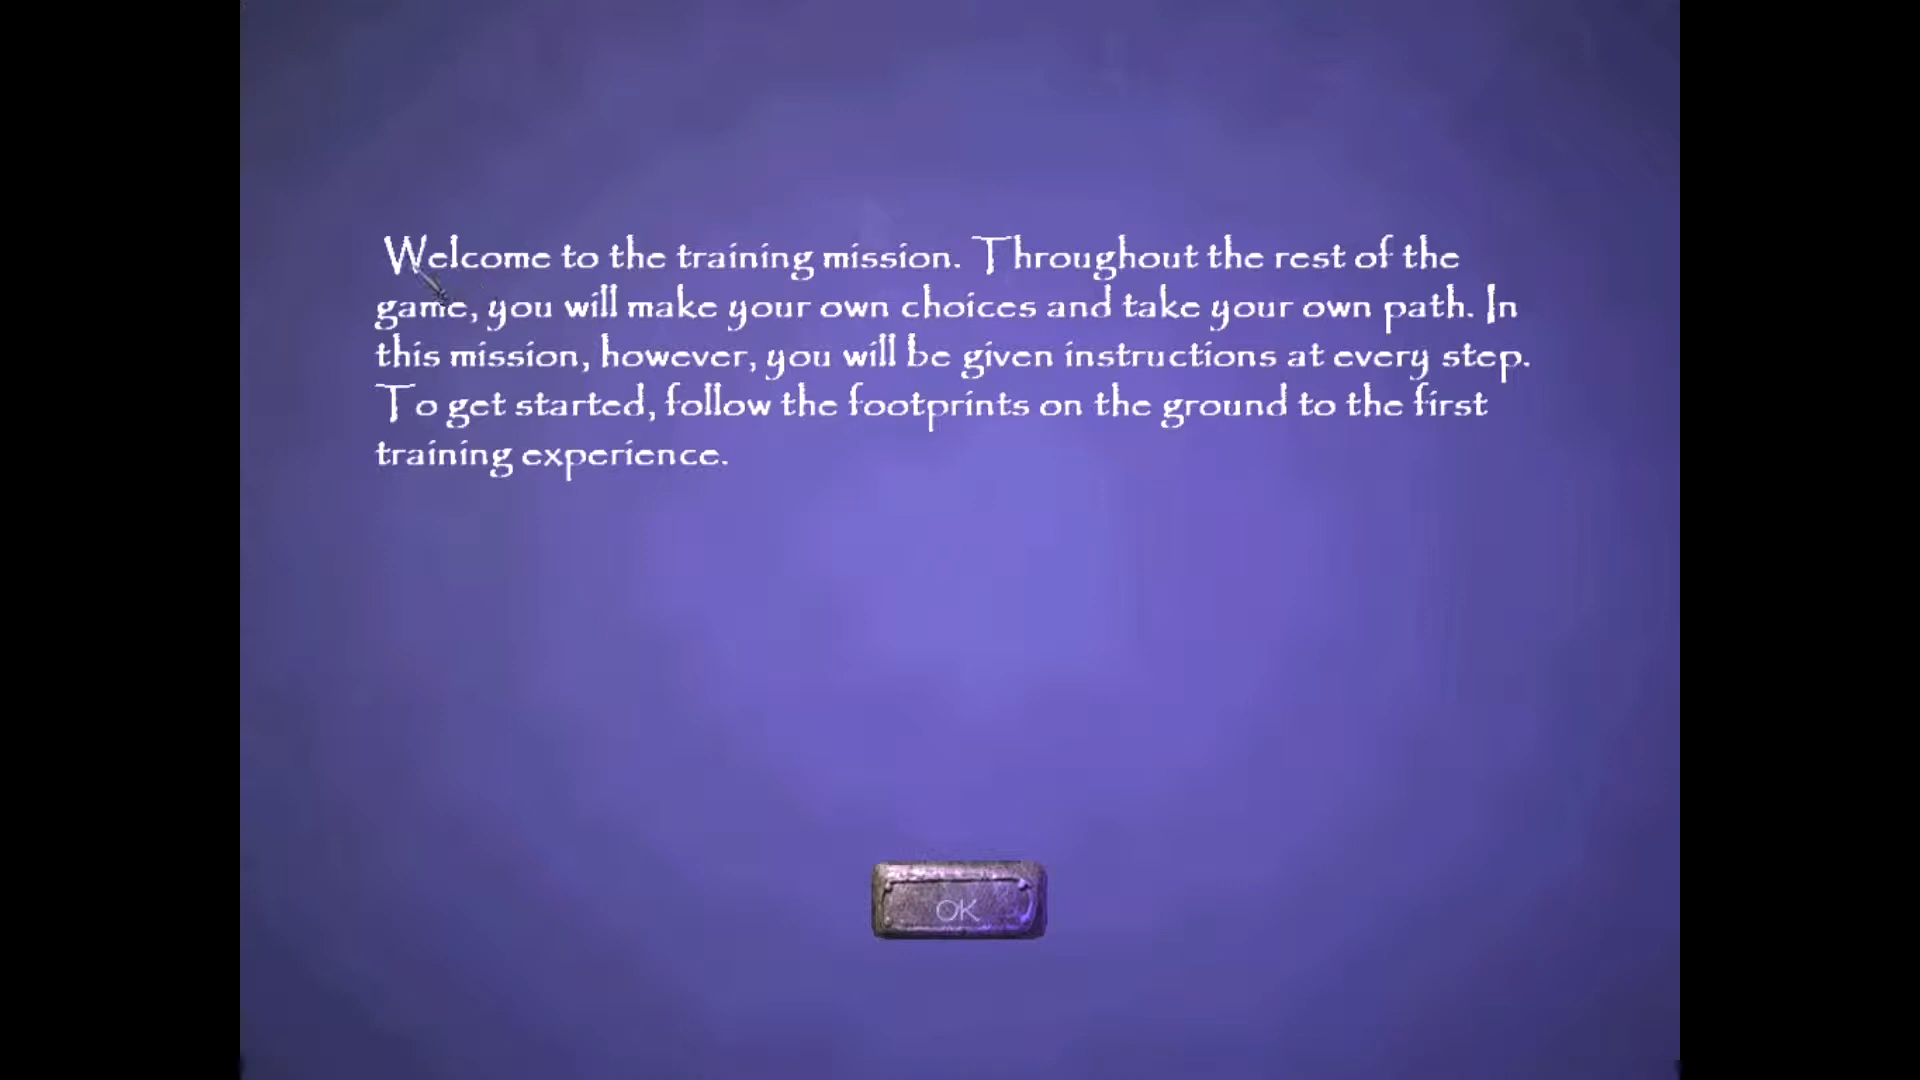 Welcome to the training mission. Throughout the rest of the
game, you will make your own choices and take your own path. In
this mission, however, you will be given instructions at every step.
To get started, follow the footprints on the ground to the first
training experience.
OK